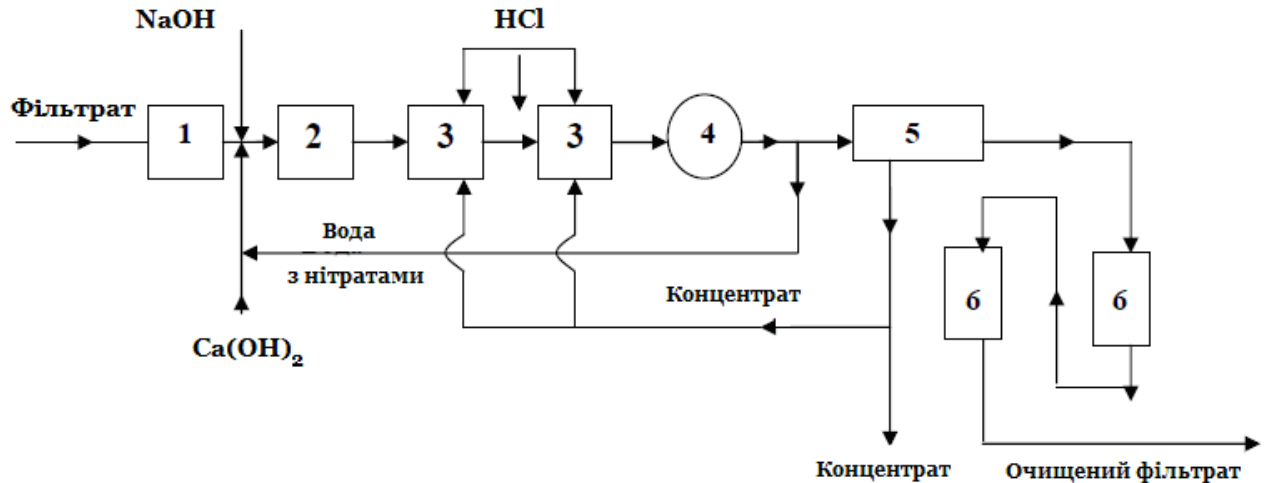 NaOH
HCl
Фільтрат
1
2
3
3
4
5
Вода
з нітратами
Концентрат
6
6
Ca(OH)₂
Концентрат
Очищений фільтрат